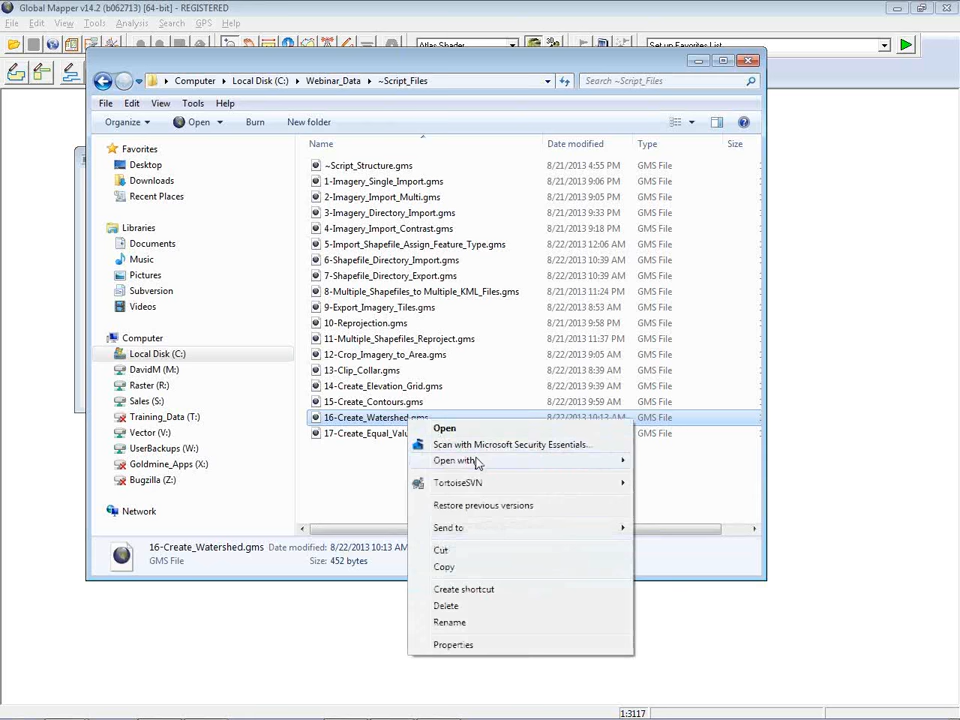 Global Mapper v14.2 (b062713) [64-bit] - REGISTERED
File Edit View Tools Analysis Search GPS Help
Atlas Shader
Set up Favorites List...
Computer Local Disk (C:) Webinar_Data ~Script_Files
Search ~Script_Files
File Edit View Tools Help
Organize Open Burn New folder
Name Date modified Type Size
Favorites
Desktop
Downloads
Recent Places
Libraries
Documents
Music
Pictures
Subversion
Videos
Computer
Local Disk (C:)
DavidM (M:)
Raster (R:)
Sales (S:)
Training_Data (T:)
Vector (V:)
UserBackups (W:)
Goldmine_Apps (X:)
Bugzilla (Z:)
Network
~Script_Structure.gms 8/21/2013 4:55 PM GMS File
1-Imagery_Single_Import.gms 8/21/2013 9:06 PM GMS File
2-Imagery_Import_Multi.gms 8/21/2013 9:05 PM GMS File
3-Imagery_Directory_Import.gms 8/21/2013 9:33 PM GMS File
4-Imagery_Import_Contrast.gms 8/21/2013 9:18 PM GMS File
5-Import_Shapefile_Assign_Feature_Type.gms 8/22/2013 12:06 AM GMS File
6-Shapefile_Directory_Import.gms 8/22/2013 10:39 AM GMS File
7-Shapefile_Directory_Export.gms 8/22/2013 10:39 AM GMS File
8-Multiple_Shapefiles_to Multiple_KML_Files.gms 8/21/2013 11:24 PM GMS File
9-Export_Imagery_Tiles.gms 8/22/2013 8:53 AM GMS File
10-Reprojection.gms 8/21/2013 9:58 PM GMS File
11-Multiple_Shapefiles_Reproject.gms 8/21/2013 11:37 PM GMS File
12-Crop_Imagery_to_Area.gms 8/22/2013 9:05 AM GMS File
13-Clip_Collar.gms 8/22/2013 8:39 AM GMS File
14-Create_Elevation_Grid.gms 8/22/2013 9:39 AM GMS File
15-Create_Contours.gms 8/22/2013 9:59 AM GMS File
16-Create_Watershed.gms 8/22/2013 10:13 AM GMS File
17-Create_Equal_Valu
Open
Scan with Microsoft Security Essentials...
Open with
TortoiseSVN
Restore previous versions
Send to
Cut
Copy
Create shortcut
Delete
Rename
Properties
16-Create_Watershed.gms Date modified: 8/22/2013 10:13 AM
GMS File Size: 452 bytes
1:3117